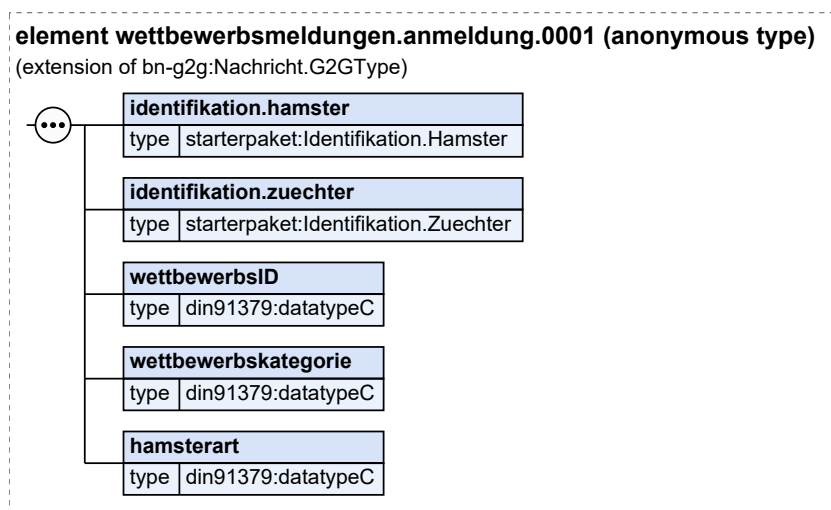 element wettbewerbsmeldungen.anmeldung.0001 (anonymous type)
(extension of bn-g2g:Nachricht.G2GType)
identifikation.hamster
type starterpaket:Identifikation.Hamster
identifikation.zuechter
type starterpaket:Identifikation.Zuechter
wettbewerbsID
type din91379:datatypeC
wettbewerbskategorie
type din91379:datatypeC
hamsterart
type din91379:datatypeC